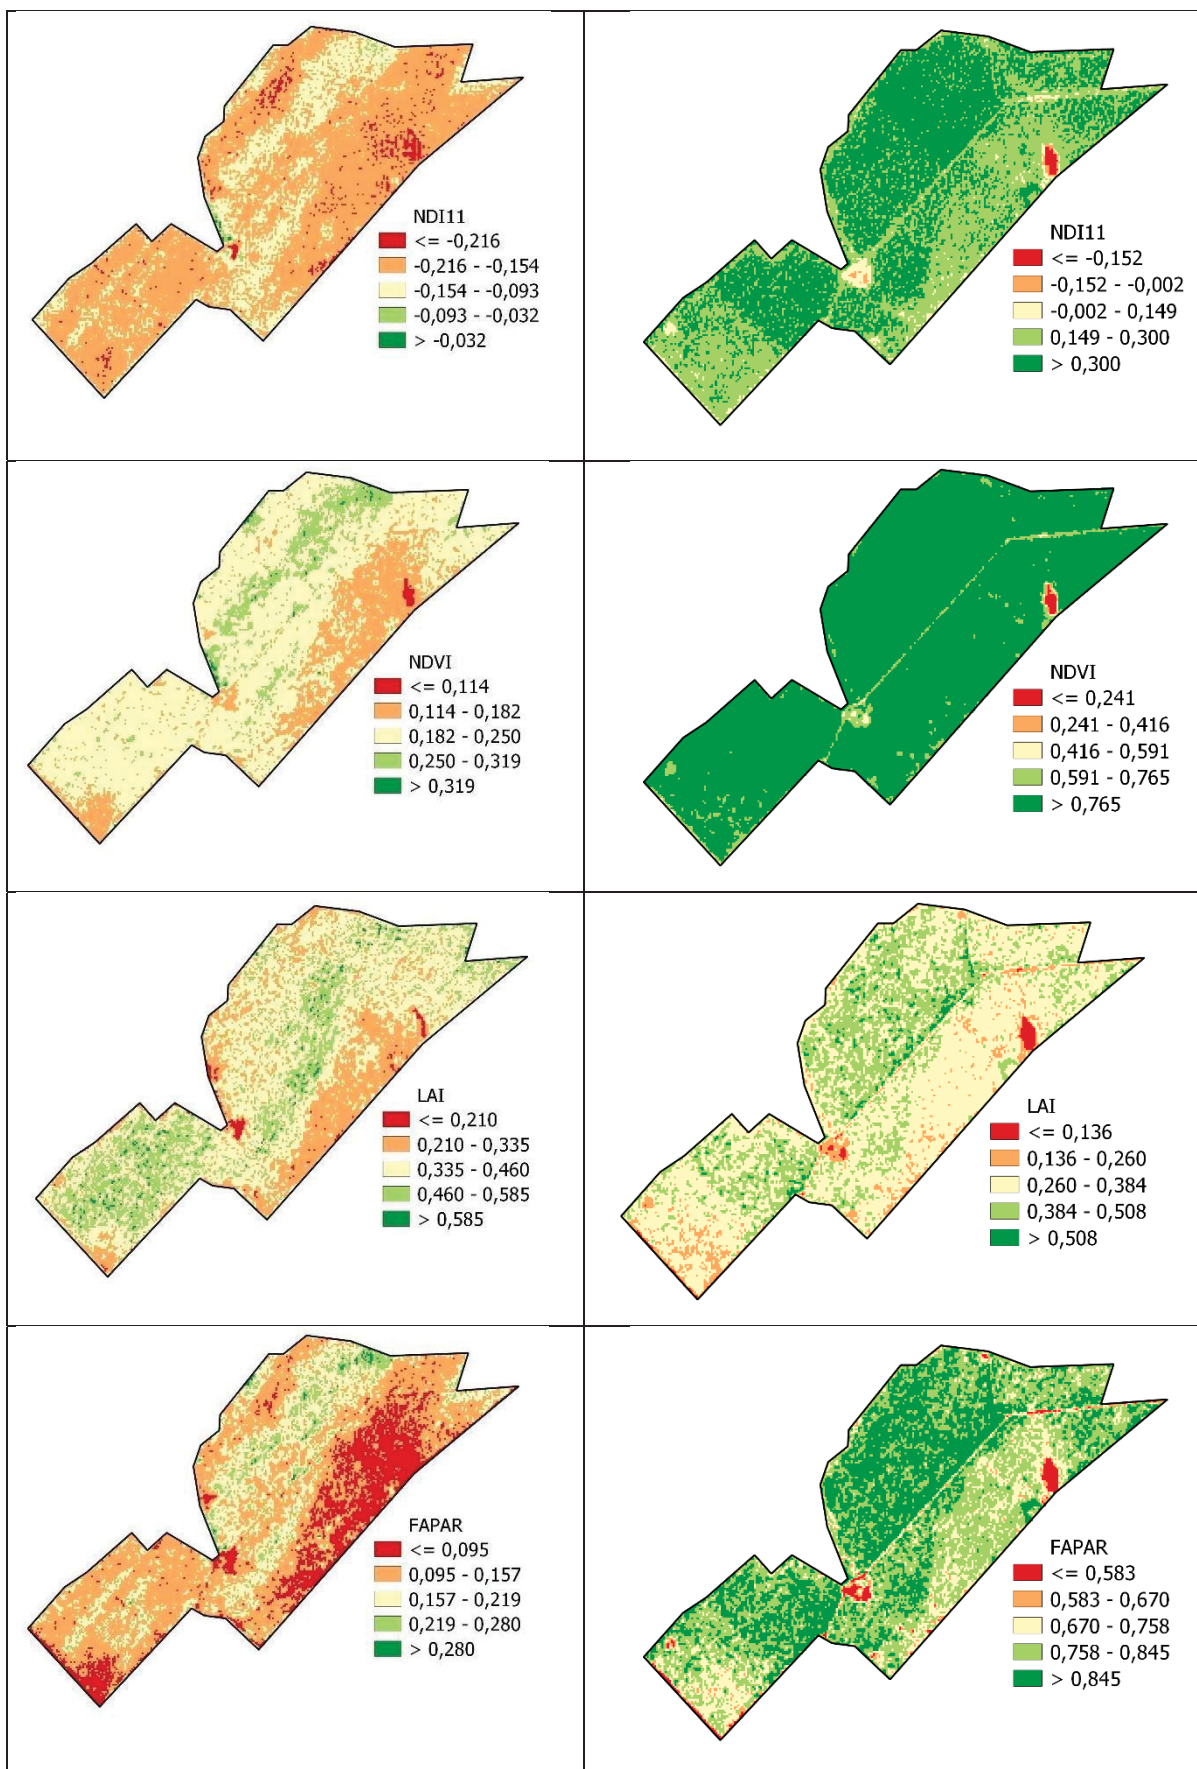 NDI11
<= -0,216
-0,216 - -0,154
-0,154 - -0,093
-0,093 - -0,032
> -0,032
NDI11
<= -0,152
-0,152 - -0,002
-0,002 - 0,149
0,149 - 0,300
> 0,300
NDVI
<= 0,114
0,114 - 0,182
0,182 - 0,250
0,250 - 0,319
> 0,319
NDVI
<= 0,241
0,241 - 0,416
0,416 - 0,591
0,591 - 0,765
> 0,765
LAI
<= 0,210
0,210 - 0,335
0,335 - 0,460
0,460 - 0,585
> 0,585
LAI
<= 0,136
0,136 - 0,260
0,260 - 0,384
0,384 - 0,508
> 0,508
FAPAR
<= 0,095
0,095 - 0,157
0,157 - 0,219
0,219 - 0,280
> 0,280
FAPAR
<= 0,583
0,583 - 0,670
0,670 - 0,758
0,758 - 0,845
> 0,845